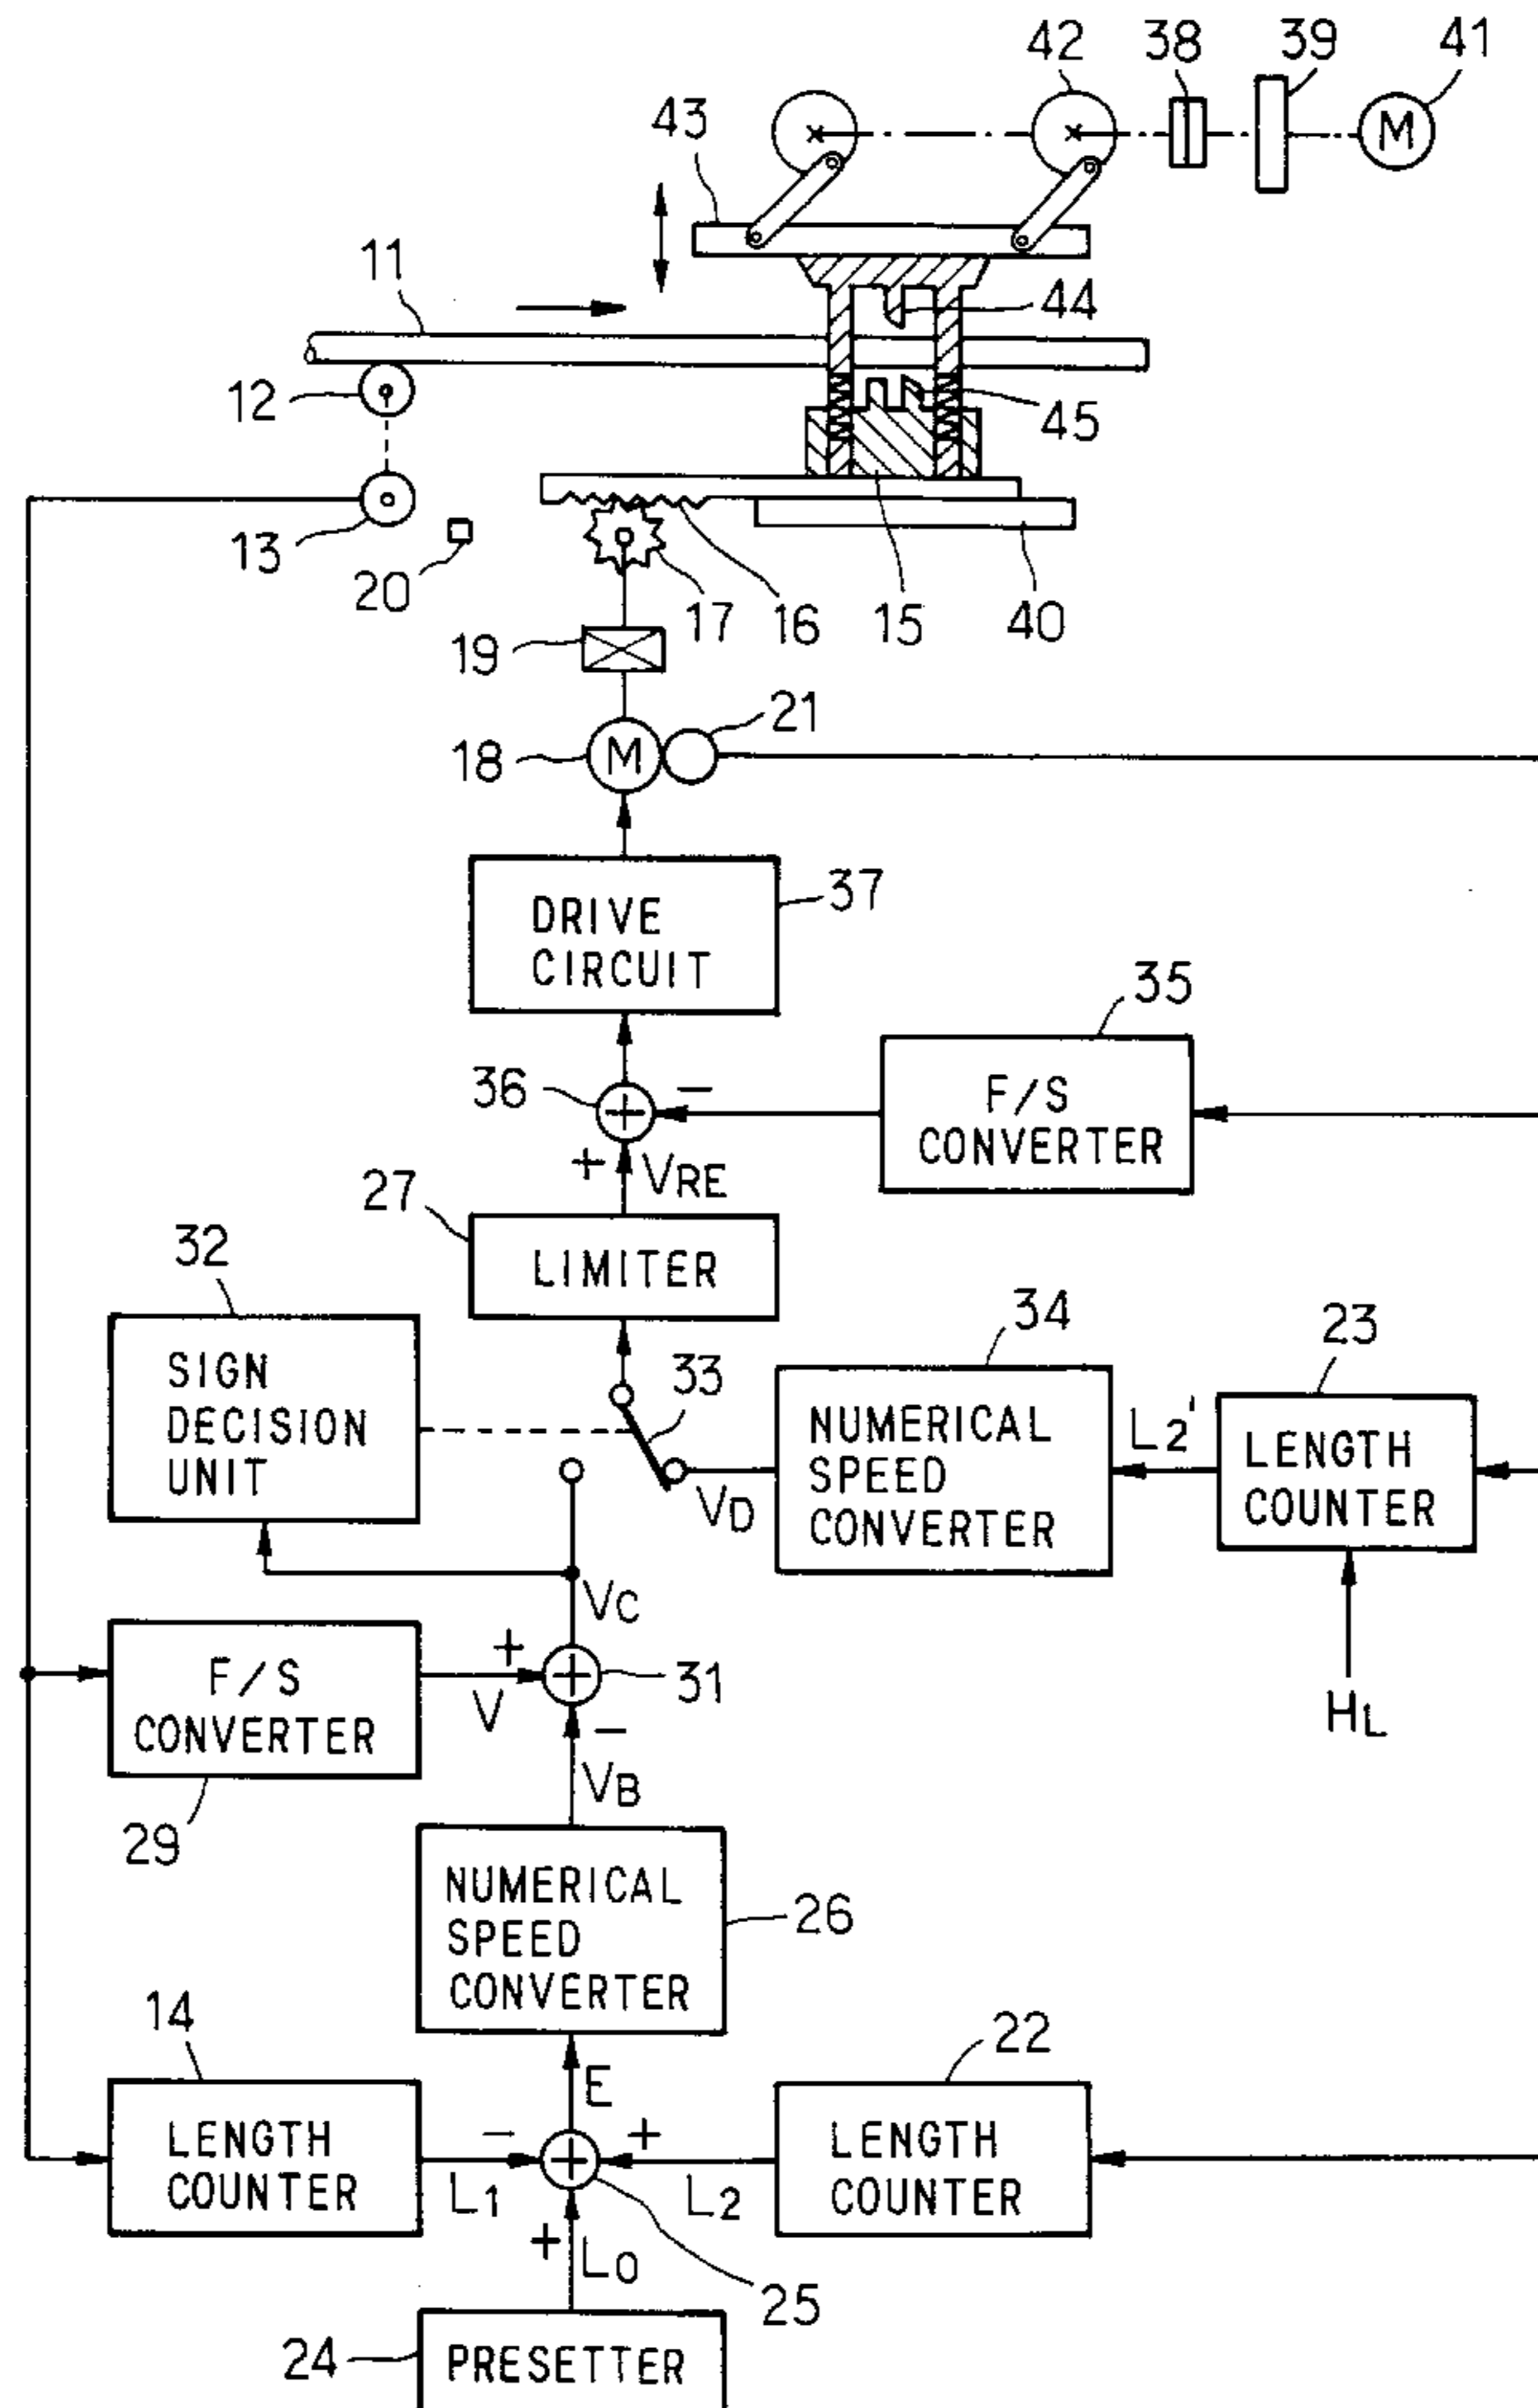 42
38
39
41
43
M
11
44
12
45
13
20
17
16
15
40
19
21
18
M
DRIVE
CIRCUIT
37
35
36
−
F/S
CONVERTER
+
VRE
27
LIMITER
32
34
23
SIGN
DECISION
UNIT
33
NUMERICAL
SPEED
CONVERTER
L2'
LENGTH
COUNTER
VD
VC
F/S
CONVERTER
+
V
31
HL
−
VB
29
NUMERICAL
SPEED
CONVERTER
26
14
22
E
LENGTH
COUNTER
−
+
LENGTH
COUNTER
L1
L2
+
L0
25
24
PRESETTER